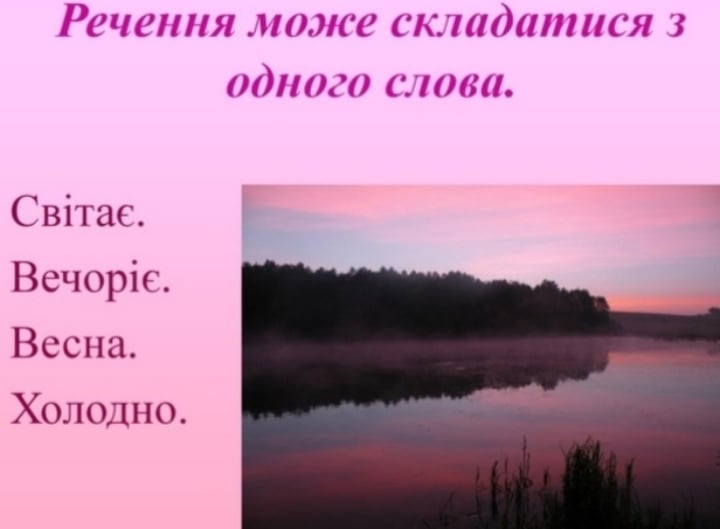 Речення може складатися з
одного слова.
Світає.
Вечоріє.
Весна.
Холодно.